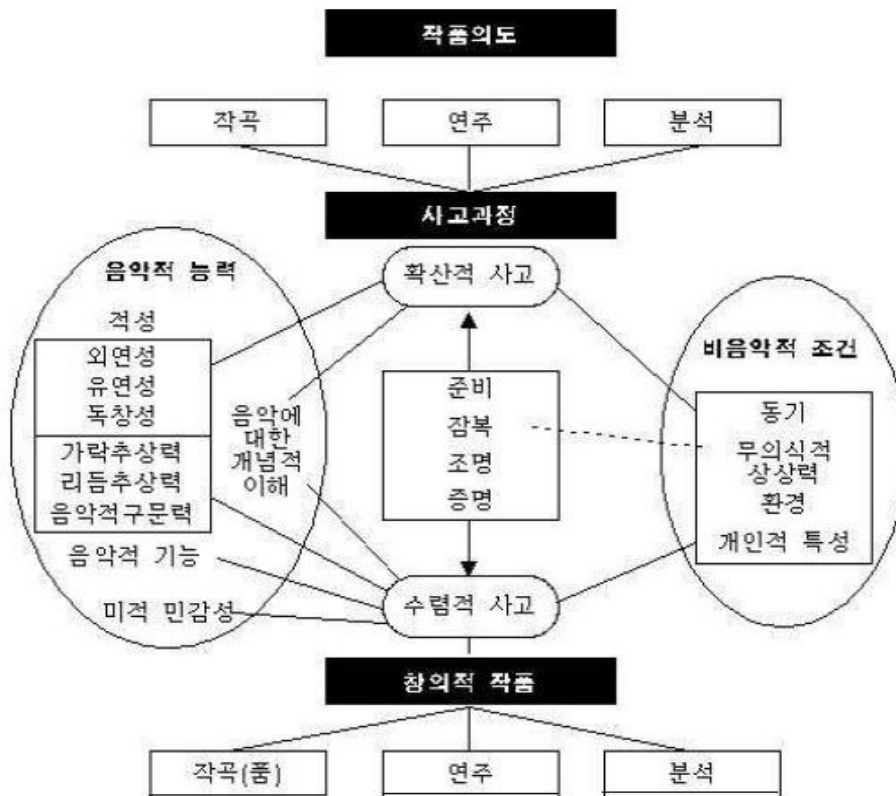 작품의도
작곡
연주
분석
사고과정
확산적 사고
음악적 능력
적성
외연성
유연성
독창성
가락추상력
리듬추상력
음악적구문력
음악에
대한
개념적
이해
음악적 기능
미적 민감성
준비
잠복
조명
증명
비음악적 조건
동기
무의식적
상상력
환경
개인적 특성
수렴적 사고
창의적 작품
작곡(품)
연주
분석